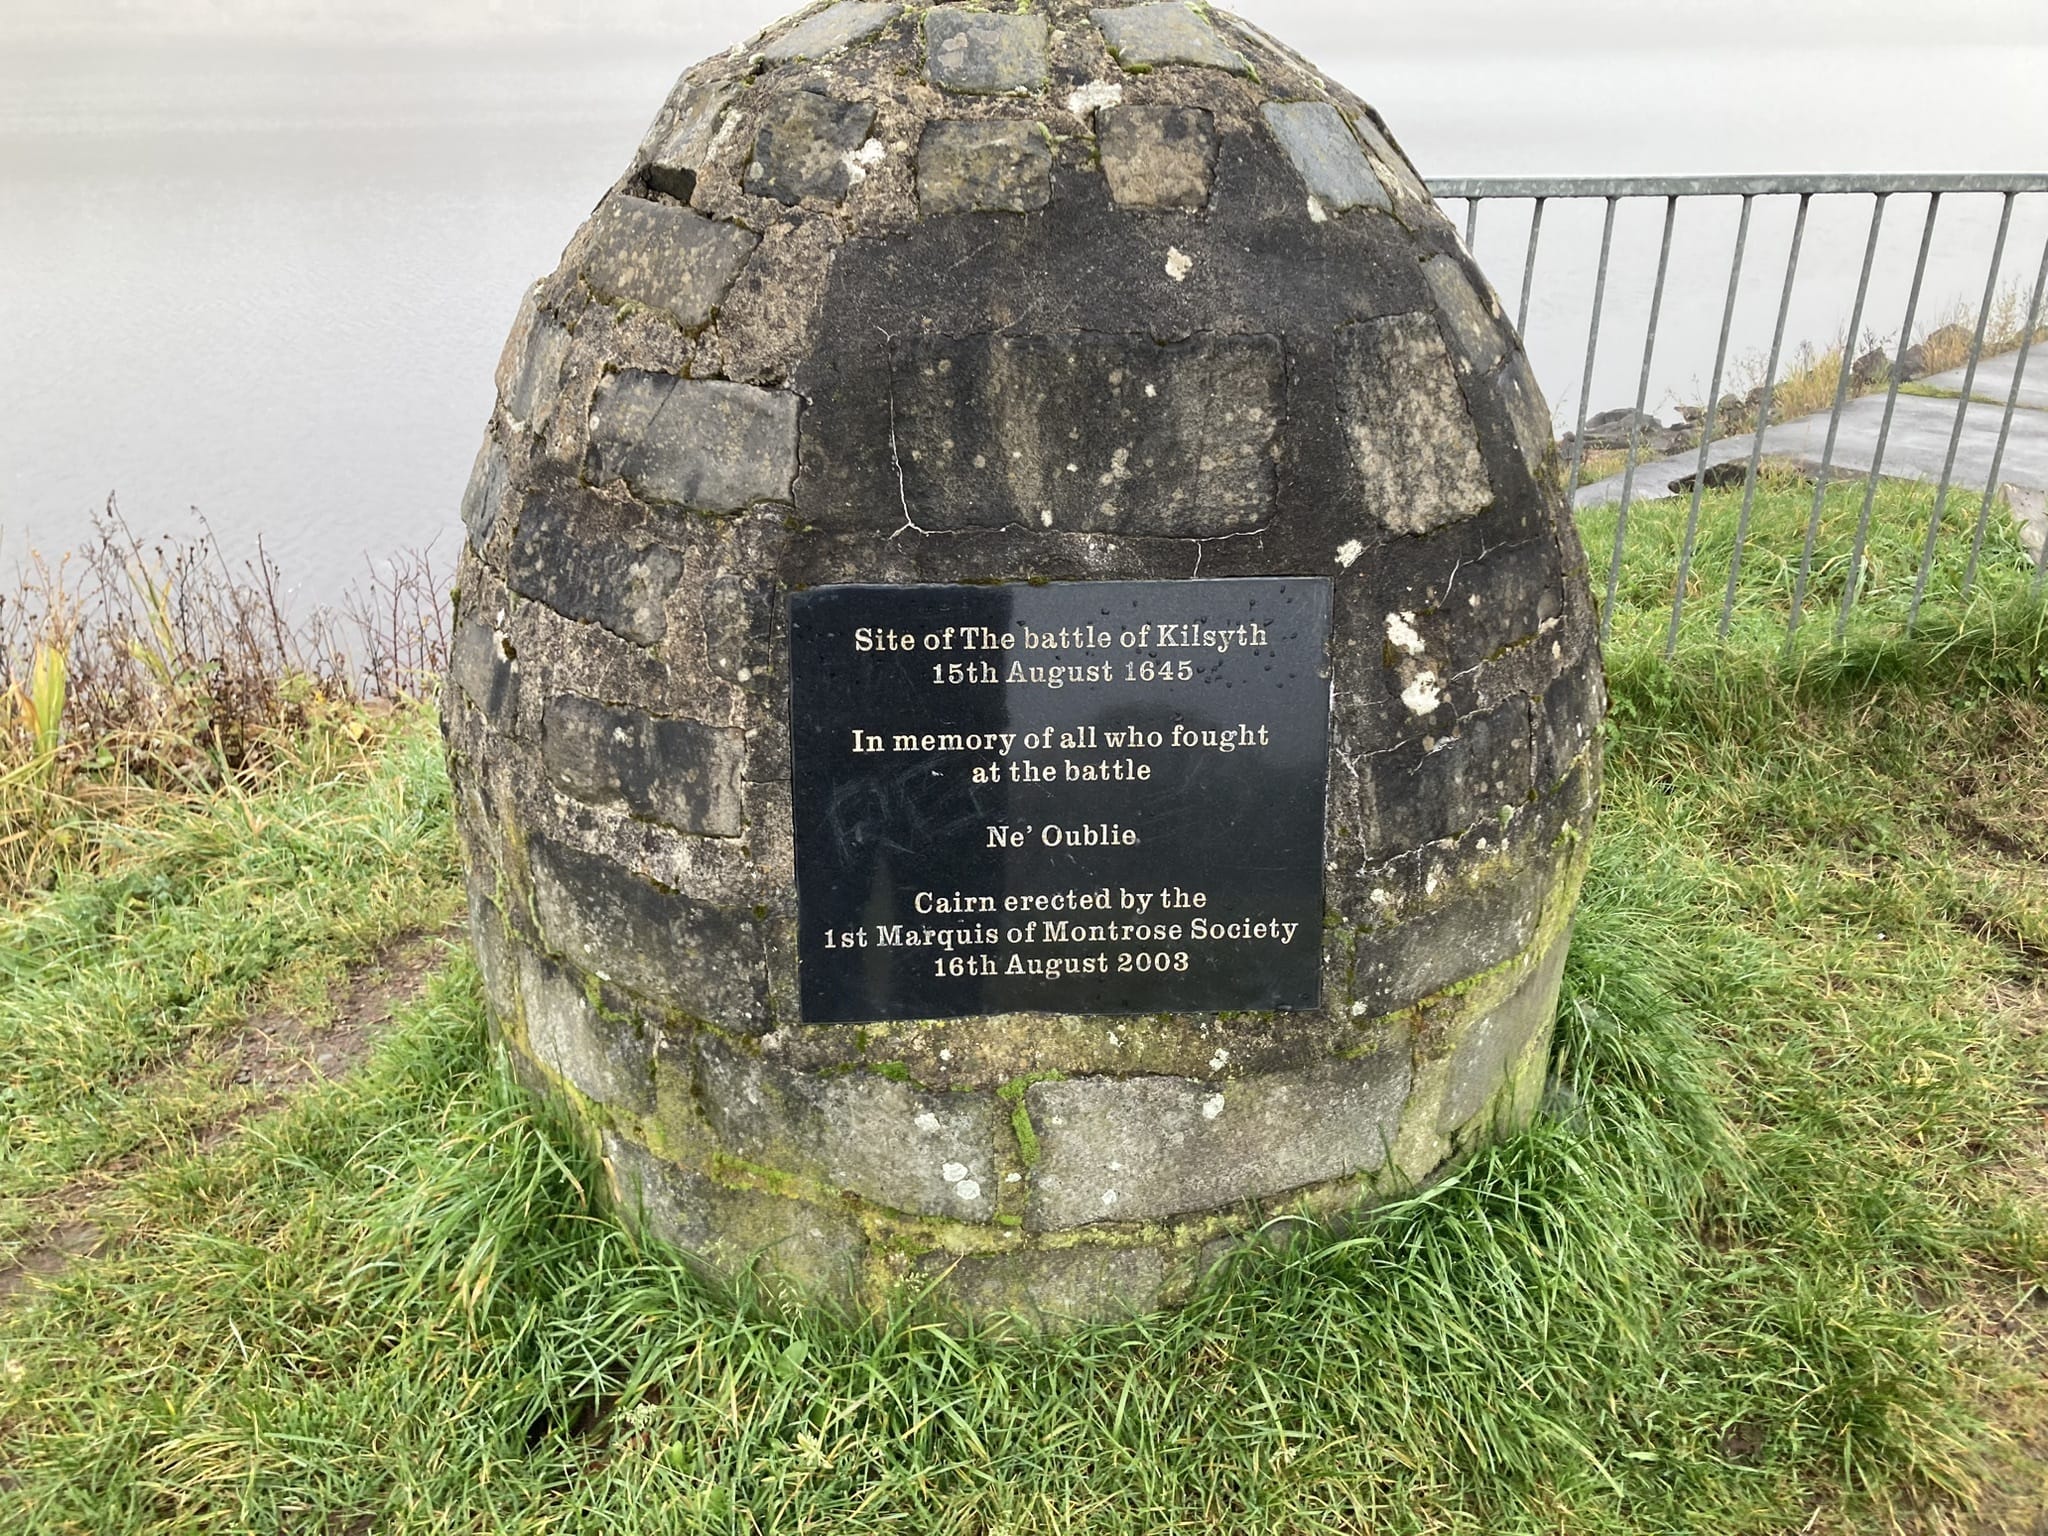 Site of The battle of Kilsyth
15th August 1645
In memory of all who fought
at the battle
Ne' Oublie
Cairn erected by the
1st Marquis of Montrose Society
16th August 2003